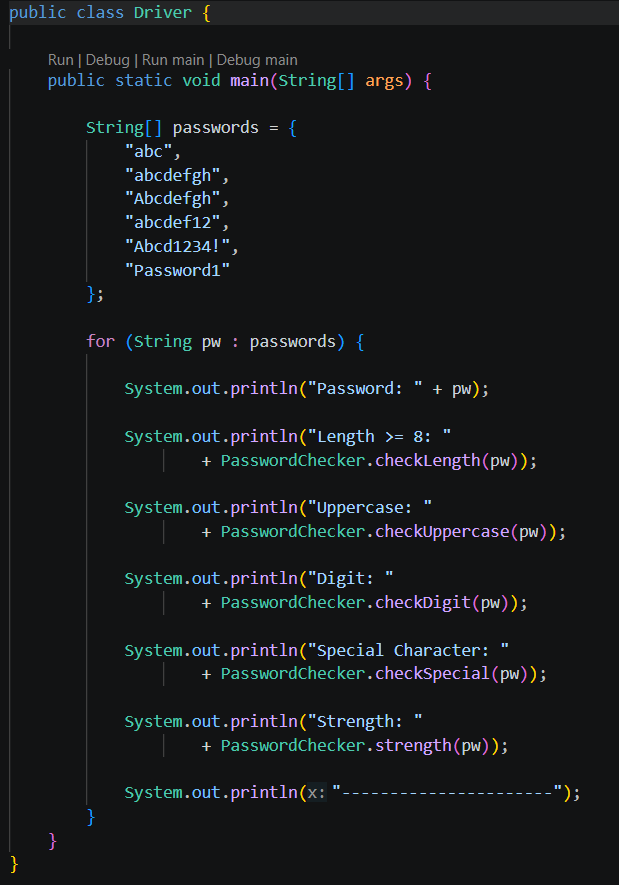 public class Driver {
Run | Debug | Run main | Debug main
public static void main(String[] args) {
String[] passwords = {
"abc",
"abcdefgh",
"Abcdefgh",
"abcdef12",
"Abcd1234!",
"Password1"
};
for (String pw : passwords) {
System.out.println("Password: " + pw);
System.out.println("Length >= 8: "
+ PasswordChecker.checkLength(pw));
System.out.println("Uppercase: "
+ PasswordChecker.checkUppercase(pw));
System.out.println("Digit: "
+ PasswordChecker.checkDigit(pw));
System.out.println("Special Character: "
+ PasswordChecker.checkSpecial(pw));
System.out.println("Strength: "
+ PasswordChecker.strength(pw));
System.out.println(x: "----------------------");
}
}
}